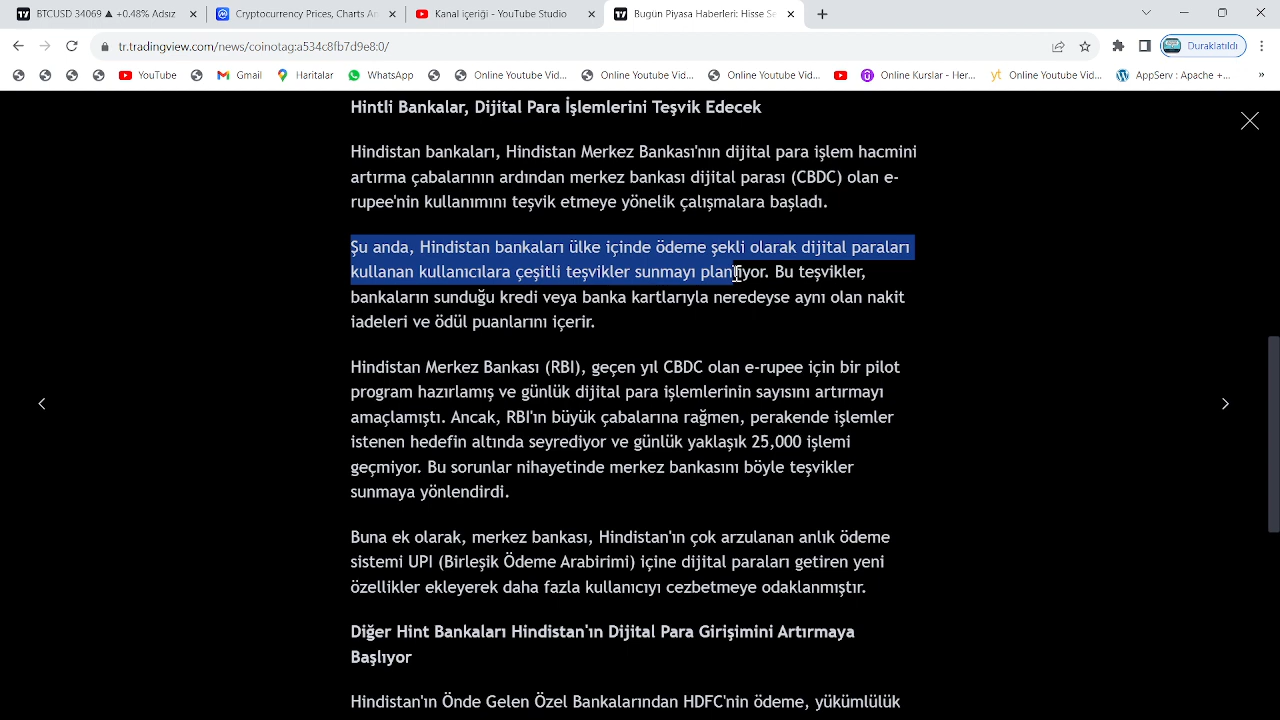 BTCUSD 34069 ▲ +0.48% Adsız
Cryptocurrency Prices, Charts An
Kanal içeriği - YouTube Studio
Bugün Piyasa Haberleri: Hisse Se
tr.tradingview.com/news/coinotag:a534c8fb7d9e8:0/
Duraklatıldı
YouTube
Gmail
Haritalar
WhatsApp
Online Youtube Vid...
Online Youtube Vid...
Online Youtube Vid...
Online Kurslar - Her...
yt Online Youtube Vid...
AppServ : Apache +...
»
Hintli Bankalar, Dijital Para İşlemlerini Teşvik Edecek
Hindistan bankaları, Hindistan Merkez Bankası'nın dijital para işlem hacmini
artırma çabalarının ardından merkez bankası dijital parası (CBDC) olan e-
rupee'nin kullanımını teşvik etmeye yönelik çalışmalara başladı.
Şu anda, Hindistan bankaları ülke içinde ödeme şekli olarak dijital paraları
kullanan kullanıcılara çeşitli teşvikler sunmayı planlıyor. Bu teşvikler,
bankaların sunduğu kredi veya banka kartlarıyla neredeyse aynı olan nakit
iadeleri ve ödül puanlarını içerir.
Hindistan Merkez Bankası (RBI), geçen yıl CBDC olan e-rupee için bir pilot
program hazırlamış ve günlük dijital para işlemlerinin sayısını artırmayı
amaçlamıştı. Ancak, RBI'ın büyük çabalarına rağmen, perakende işlemler
istenen hedefin altında seyrediyor ve günlük yaklaşık 25,000 işlemi
geçmiyor. Bu sorunlar nihayetinde merkez bankasını böyle teşvikler
sunmaya yönlendirdi.
Buna ek olarak, merkez bankası, Hindistan'ın çok arzulanan anlık ödeme
sistemi UPI (Birleşik Ödeme Arabirimi) içine dijital paraları getiren yeni
özellikler ekleyerek daha fazla kullanıcıyı cezbetmeye odaklanmıştır.
Diğer Hint Bankaları Hindistan'ın Dijital Para Girişimini Artırmaya
Başlıyor
Hindistan'ın Önde Gelen Özel Bankalarından HDFC'nin ödeme, yükümlülük